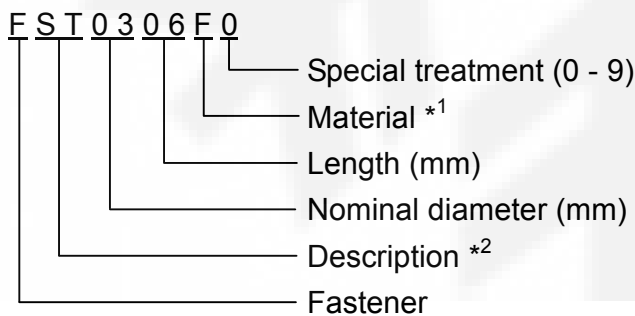 F S T 0 3 0 6 F 0
Special treatment (0 - 9)
Material *1
Length (mm)
Nominal diameter (mm)
Description *2
Fastener